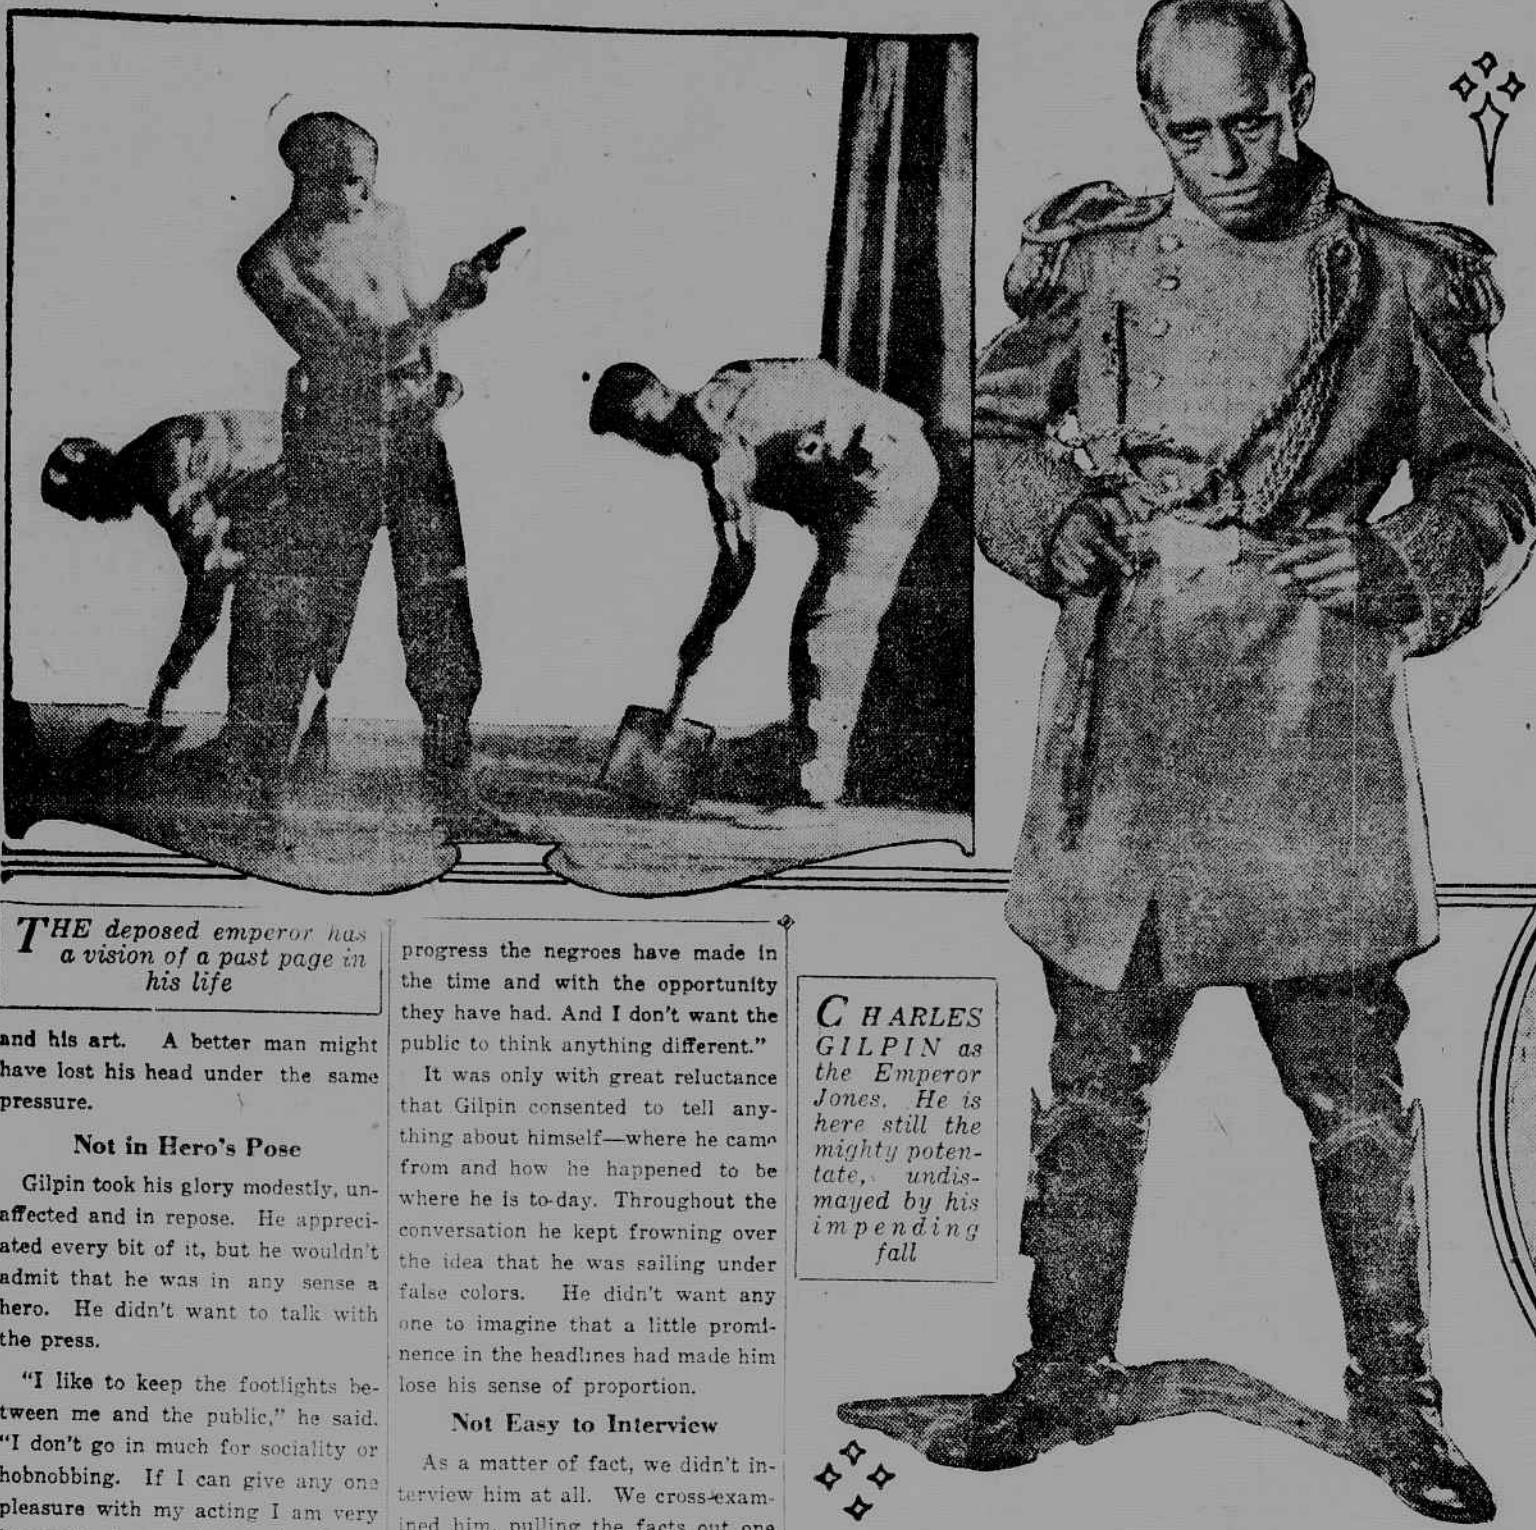 THE deposed emperor has
a vision of a past page in
his life
and his art. A better man might
have lost his head under the same
pressure.
Not in Hero's Pose
Gilpin took his glory modestly, un-
affected and in repose. He appreci-
ated every bit of it, but he wouldn't
admit that he was in any sense a
hero. He didn't want to talk with
the press.
"I like to keep the footlights be-
tween me and the public," he said.
"I don't go in much for sociality or
hobnobbing. If I can give any one
pleasure with my acting I am very
progress the negroes have made in
the time and with the opportunity
they have had. And I don't want the
public to think anything different."
It was only with great reluctance
that Gilpin consented to tell any-
thing about himself—where he came
from and how he happened to be
where he is to-day. Throughout the
conversation he kept frowning over
the idea that he was sailing under
false colors. He didn't want any
one to imagine that a little promi-
nence in the headlines had made him
lose his sense of proportion.
Not Easy to Interview
As a matter of fact, we didn't in-
terview him at all. We cross-exam-
ined him, pulling the facts out one
CHARLES
GILPIN as
the Emperor
Jones. He is
here still the
mighty poten-
tate, undis-
mayed by his
impending
fall